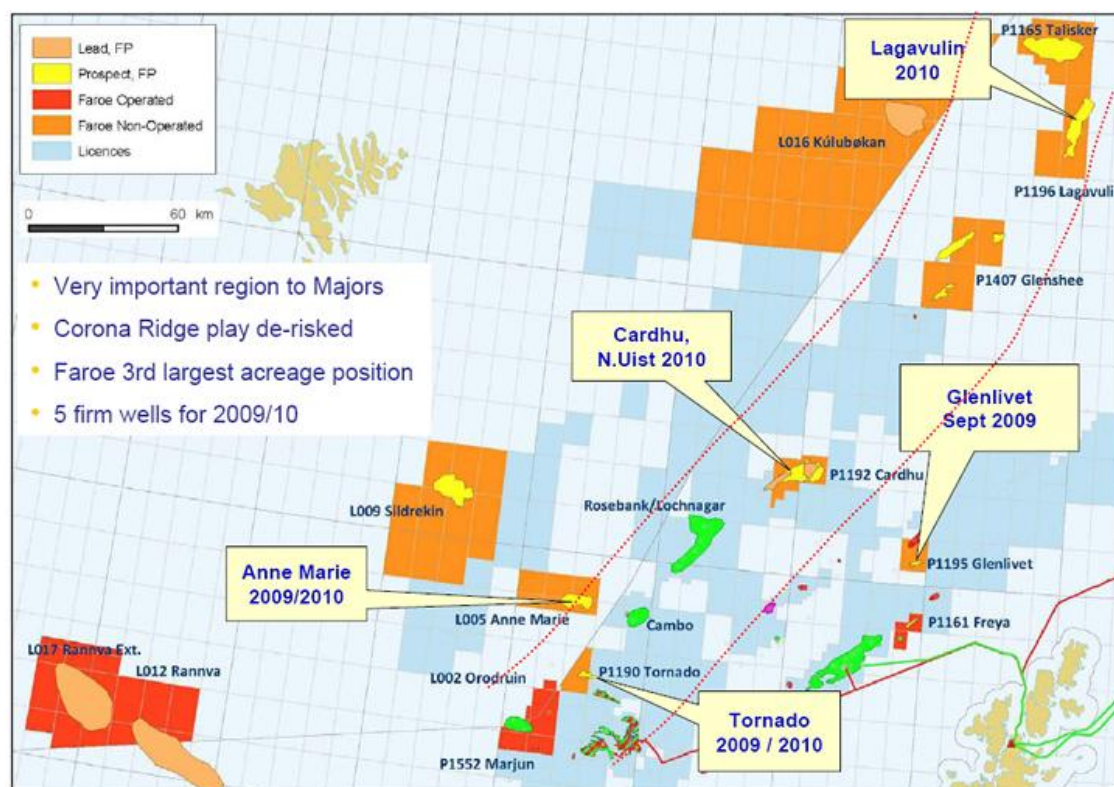 Lead, FP
Prospect, FP
Faroe Operated
Faroe Non-Operated
Licences
0 60 km
• Very important region to Majors
• Corona Ridge play de-risked
• Faroe 3rd largest acreage position
• 5 firm wells for 2009/10
P1165 Talisker
Lagavulin
2010
L016 Kúlubøkan
P1196 Lagavuli
P1407 Glenshee
Cardhu,
N.Uist 2010
Glenlivet
Sept 2009
P1192 Cardhu
L009 Sildrekin
Rosebank/Lochnagar
P1195 Glenlivet
Anne Marie
2009/2010
L005 Anne Marie
Cambo
P1161 Freya
L017 Rannva Ext.
L012 Rannva
L002 Orodruin
P1190 Tornado
Tornado
2009 / 2010
P1552 Marjun